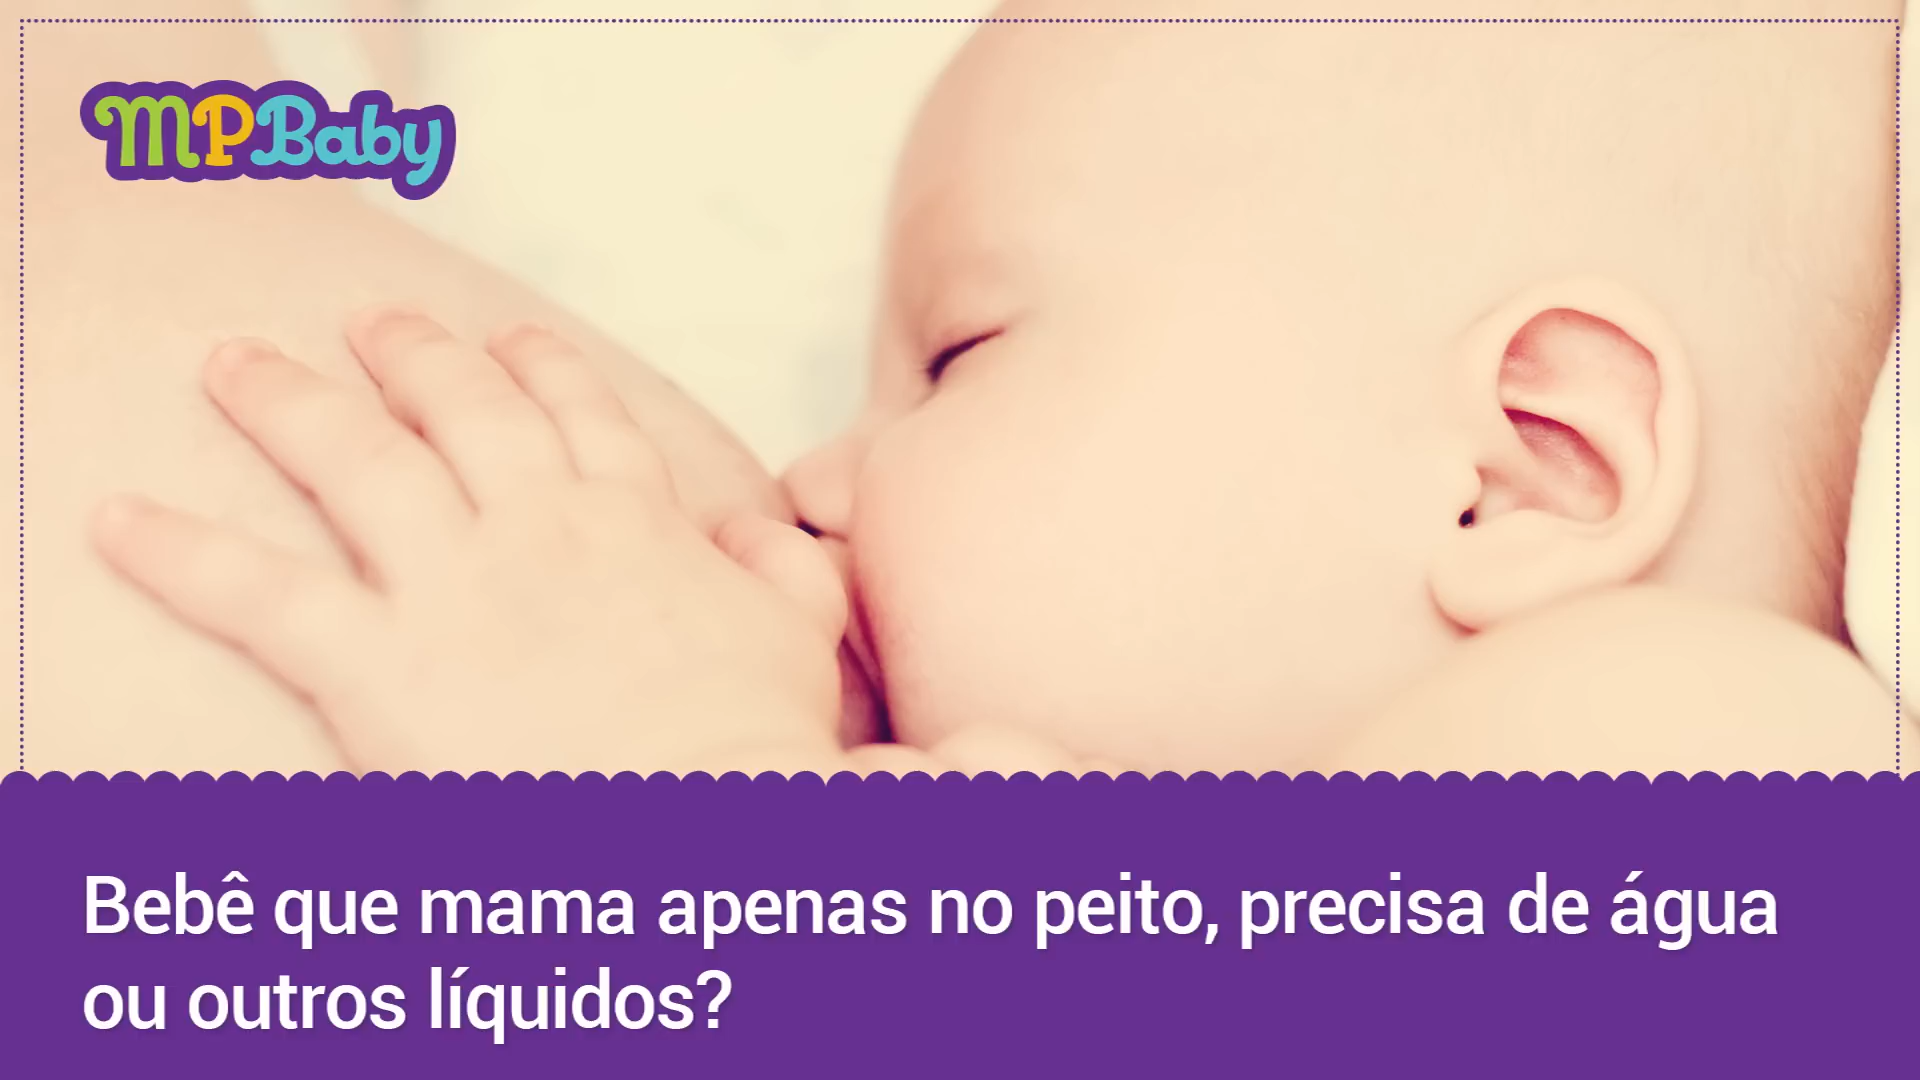 MPBaby
Bebê que mama apenas no peito, precisa de água
ou outros líquidos?